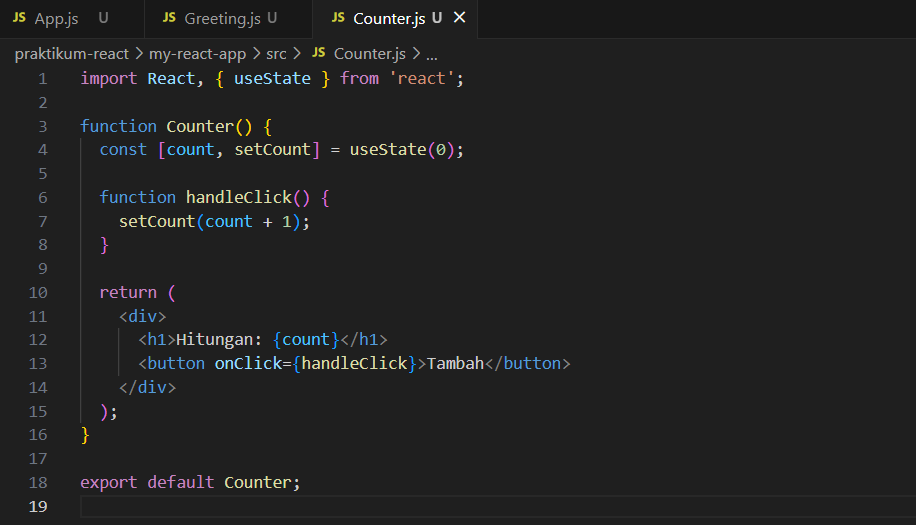 JS App.js U JS Greeting.js U JS Counter.js U ✕
praktikum-react > my-react-app > src > JS Counter.js > ...
1 import React, { useState } from 'react';
2
3 function Counter() {
4   const [count, setCount] = useState(0);
5
6   function handleClick() {
7     setCount(count + 1);
8   }
9
10   return (
11     <div>
12       <h1>Hitungan: {count}</h1>
13       <button onClick={handleClick}>Tambah</button>
14     </div>
15   );
16 }
17
18 export default Counter;
19